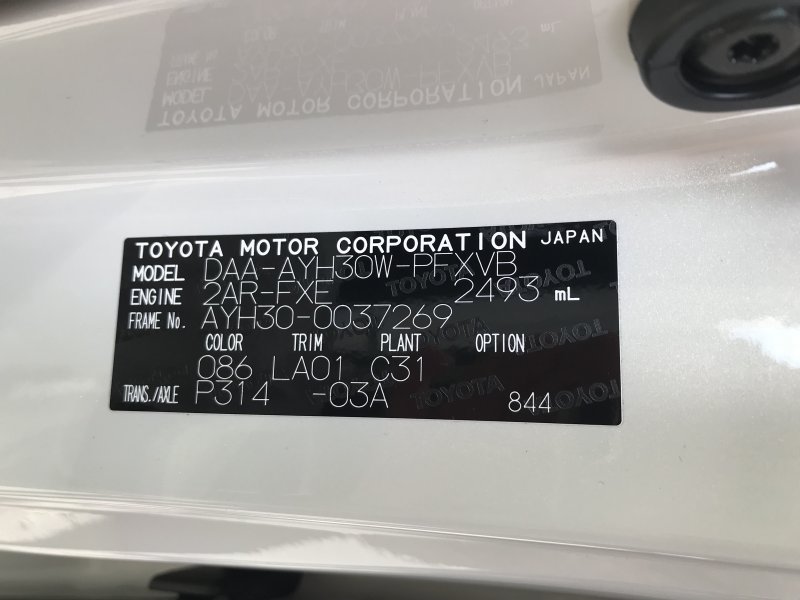 TOYOTA MOTOR CORPORATION JAPAN
MODEL DAA-AYH30W-PFXVB
ENGINE 2AR-FXE 2493 mL
FRAME No. AYH30-0037269
COLOR TRIM PLANT OPTION
086 LA01 C31
TRANS./AXLE P314 -03A 844